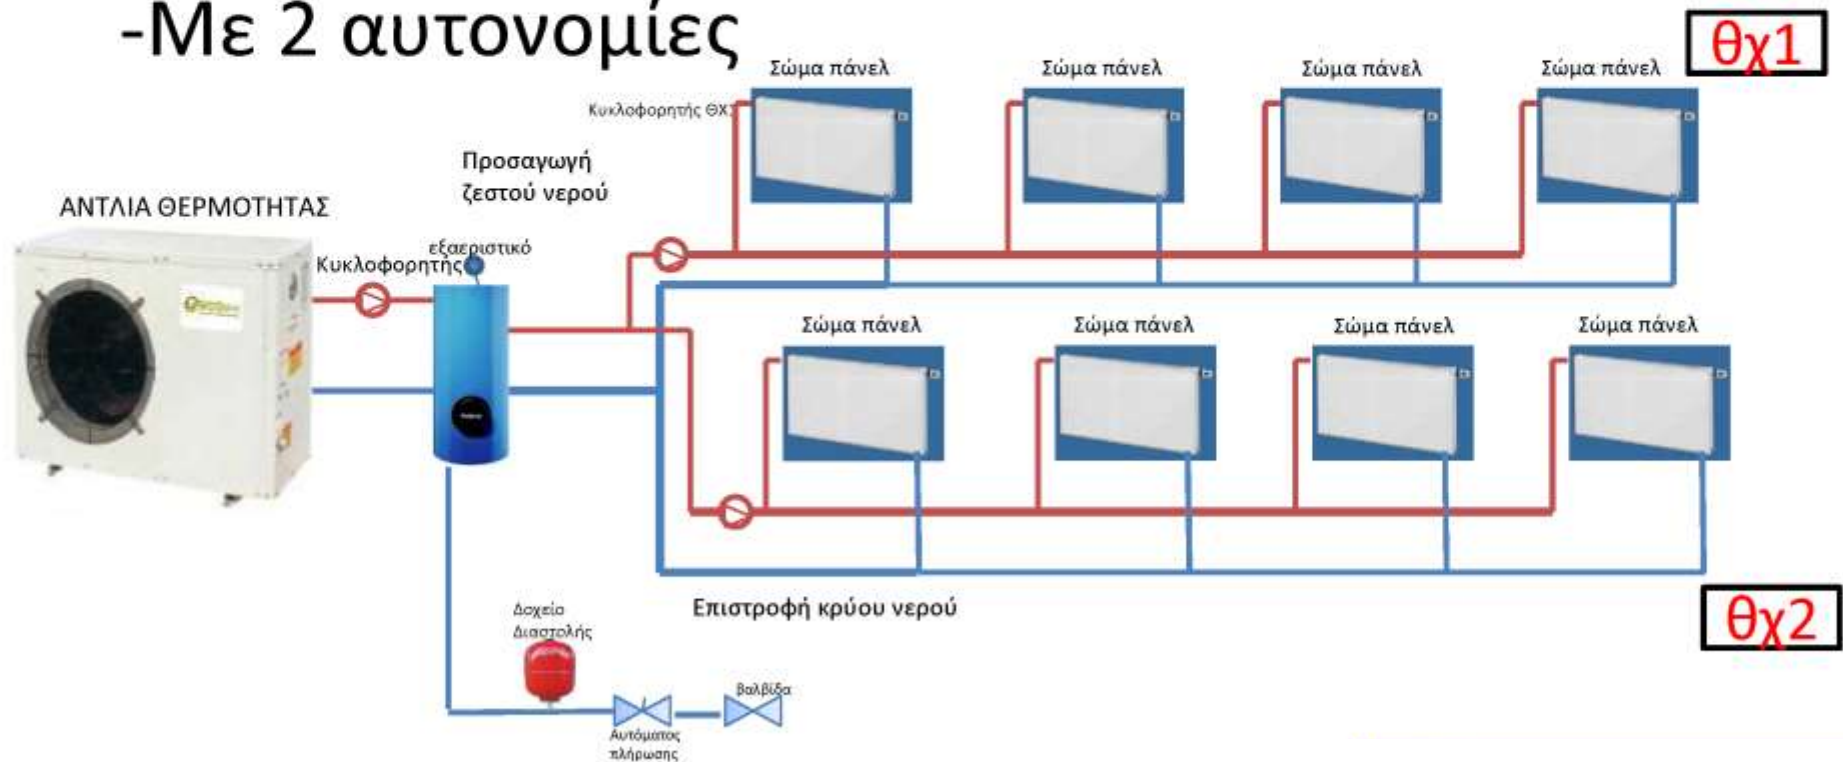 -Με 2 αυτονομίες
θχ1
Σώμα πάνελ
Σώμα πάνελ
Σώμα πάνελ
Σώμα πάνελ
Κυκλοφορητής ΘΧ1
Προσαγωγή
ζεστού νερού
ΑΝΤΛΙΑ ΘΕΡΜΟΤΗΤΑΣ
εξαεριστικό
Κυκλοφορητής
Σώμα πάνελ
Σώμα πάνελ
Σώμα πάνελ
Σώμα πάνελ
Επιστροφή κρύου νερού
θχ2
Δοχείο
Διαστολής
βαλβίδα
Αυτόματος
πλήρωσης